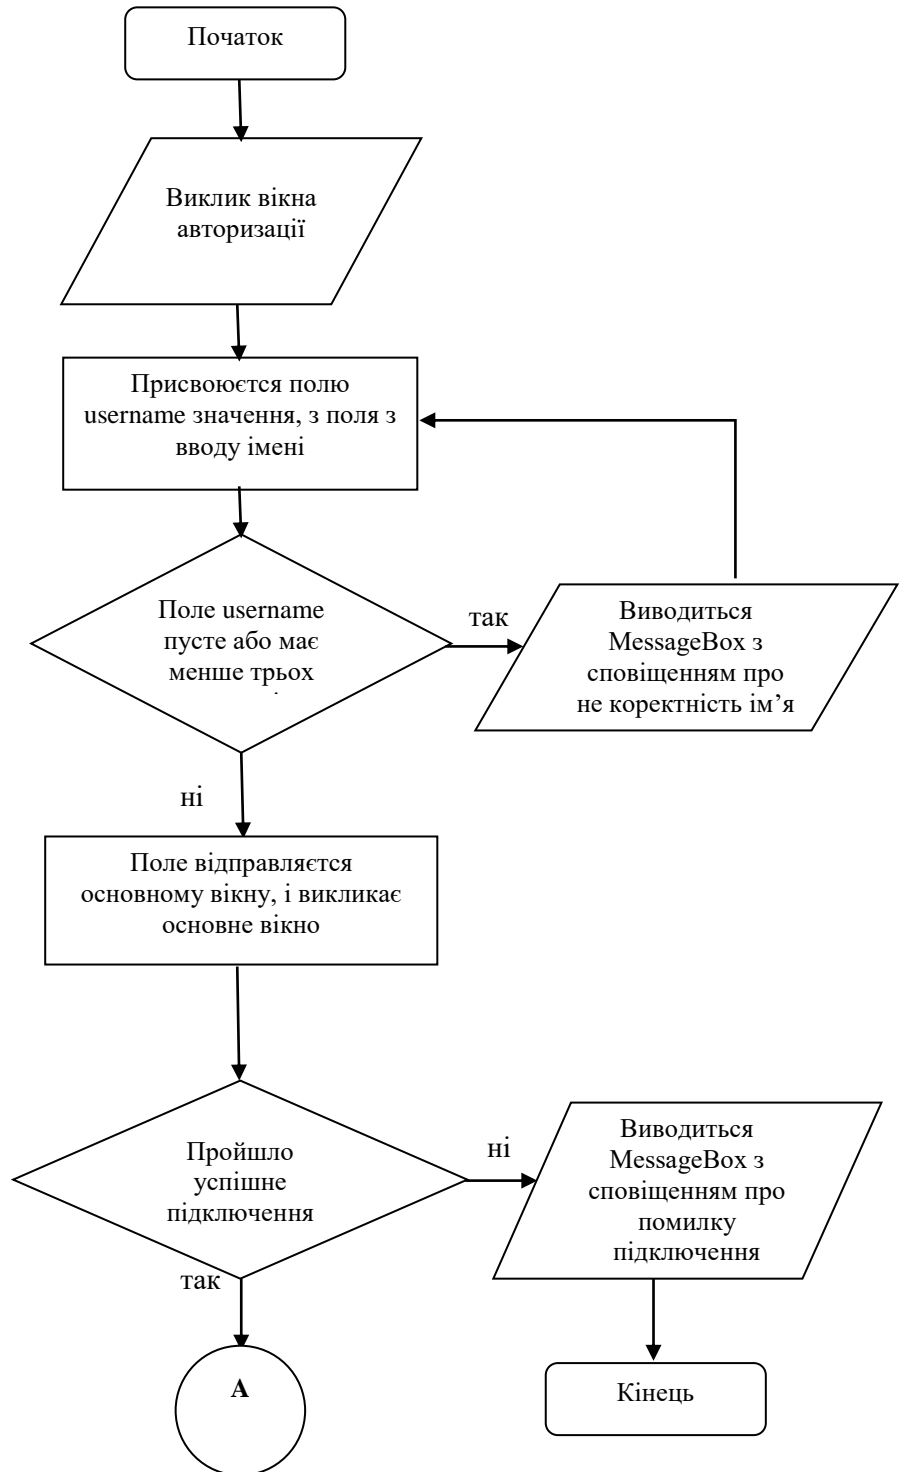 Початок
Виклик вікна
авторизації
Присвоюєтся полю
username значення, з поля з
вводу імені
Поле username
пусте або має
менше трьох
так
Виводиться
MessageBox з
сповіщенням про
не коректність ім’я
ні
Поле відправляєтся
основному вікну, і викликає
основне вікно
Пройшло
успішне
підключення
ні
Виводиться
MessageBox з
сповіщенням про
помилку
підключення
так
А
Кінець